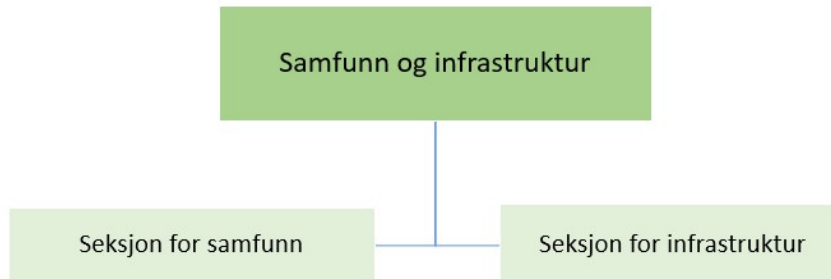 Samfunn og infrastruktur
Seksjon for samfunn
Seksjon for infrastruktur